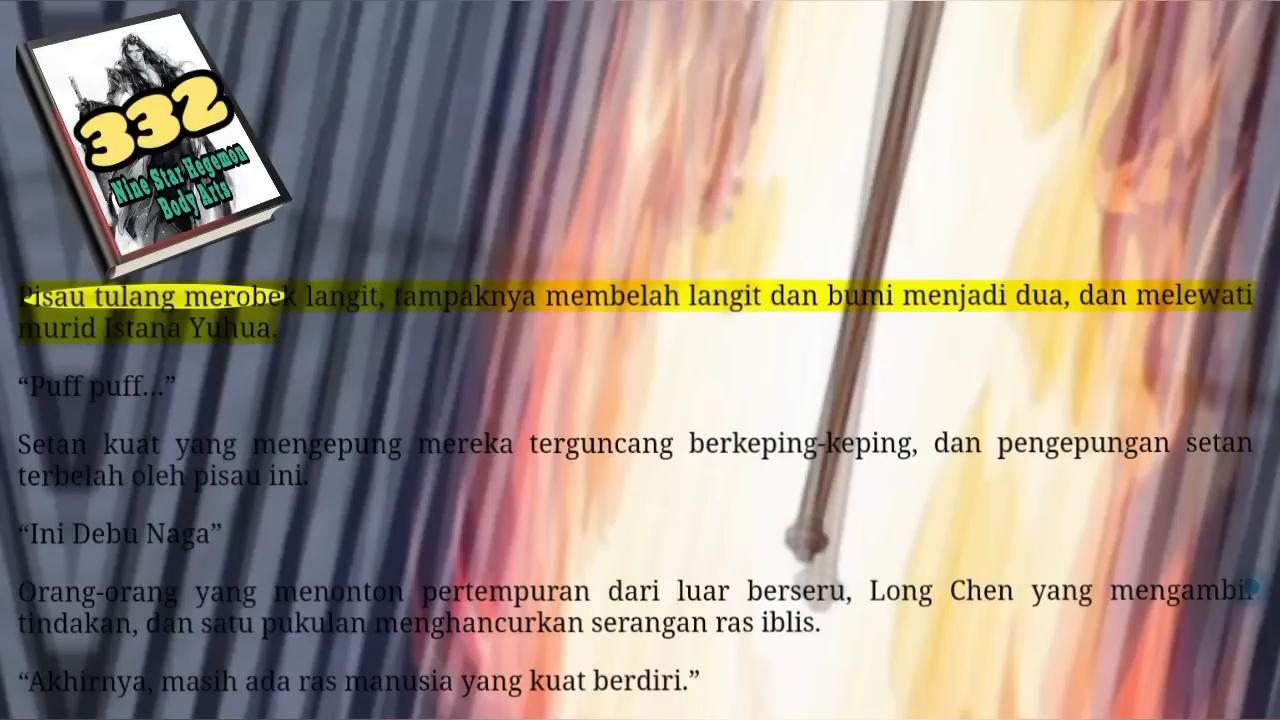 332
Nine Star Hegemon
Body Arts
Pisau tulang merobek langit, tampaknya membelah langit dan bumi menjadi dua, dan melewati
murid Istana Yuhua.
“Puff puff...”
Setan kuat yang mengepung mereka terguncang berkeping-keping, dan pengepungan setan
terbelah oleh pisau ini.
“Ini Debu Naga”
Orang-orang yang menonton pertempuran dari luar berseru, Long Chen yang mengambil
tindakan, dan satu pukulan menghancurkan serangan ras iblis.
“Akhirnya, masih ada ras manusia yang kuat berdiri.”